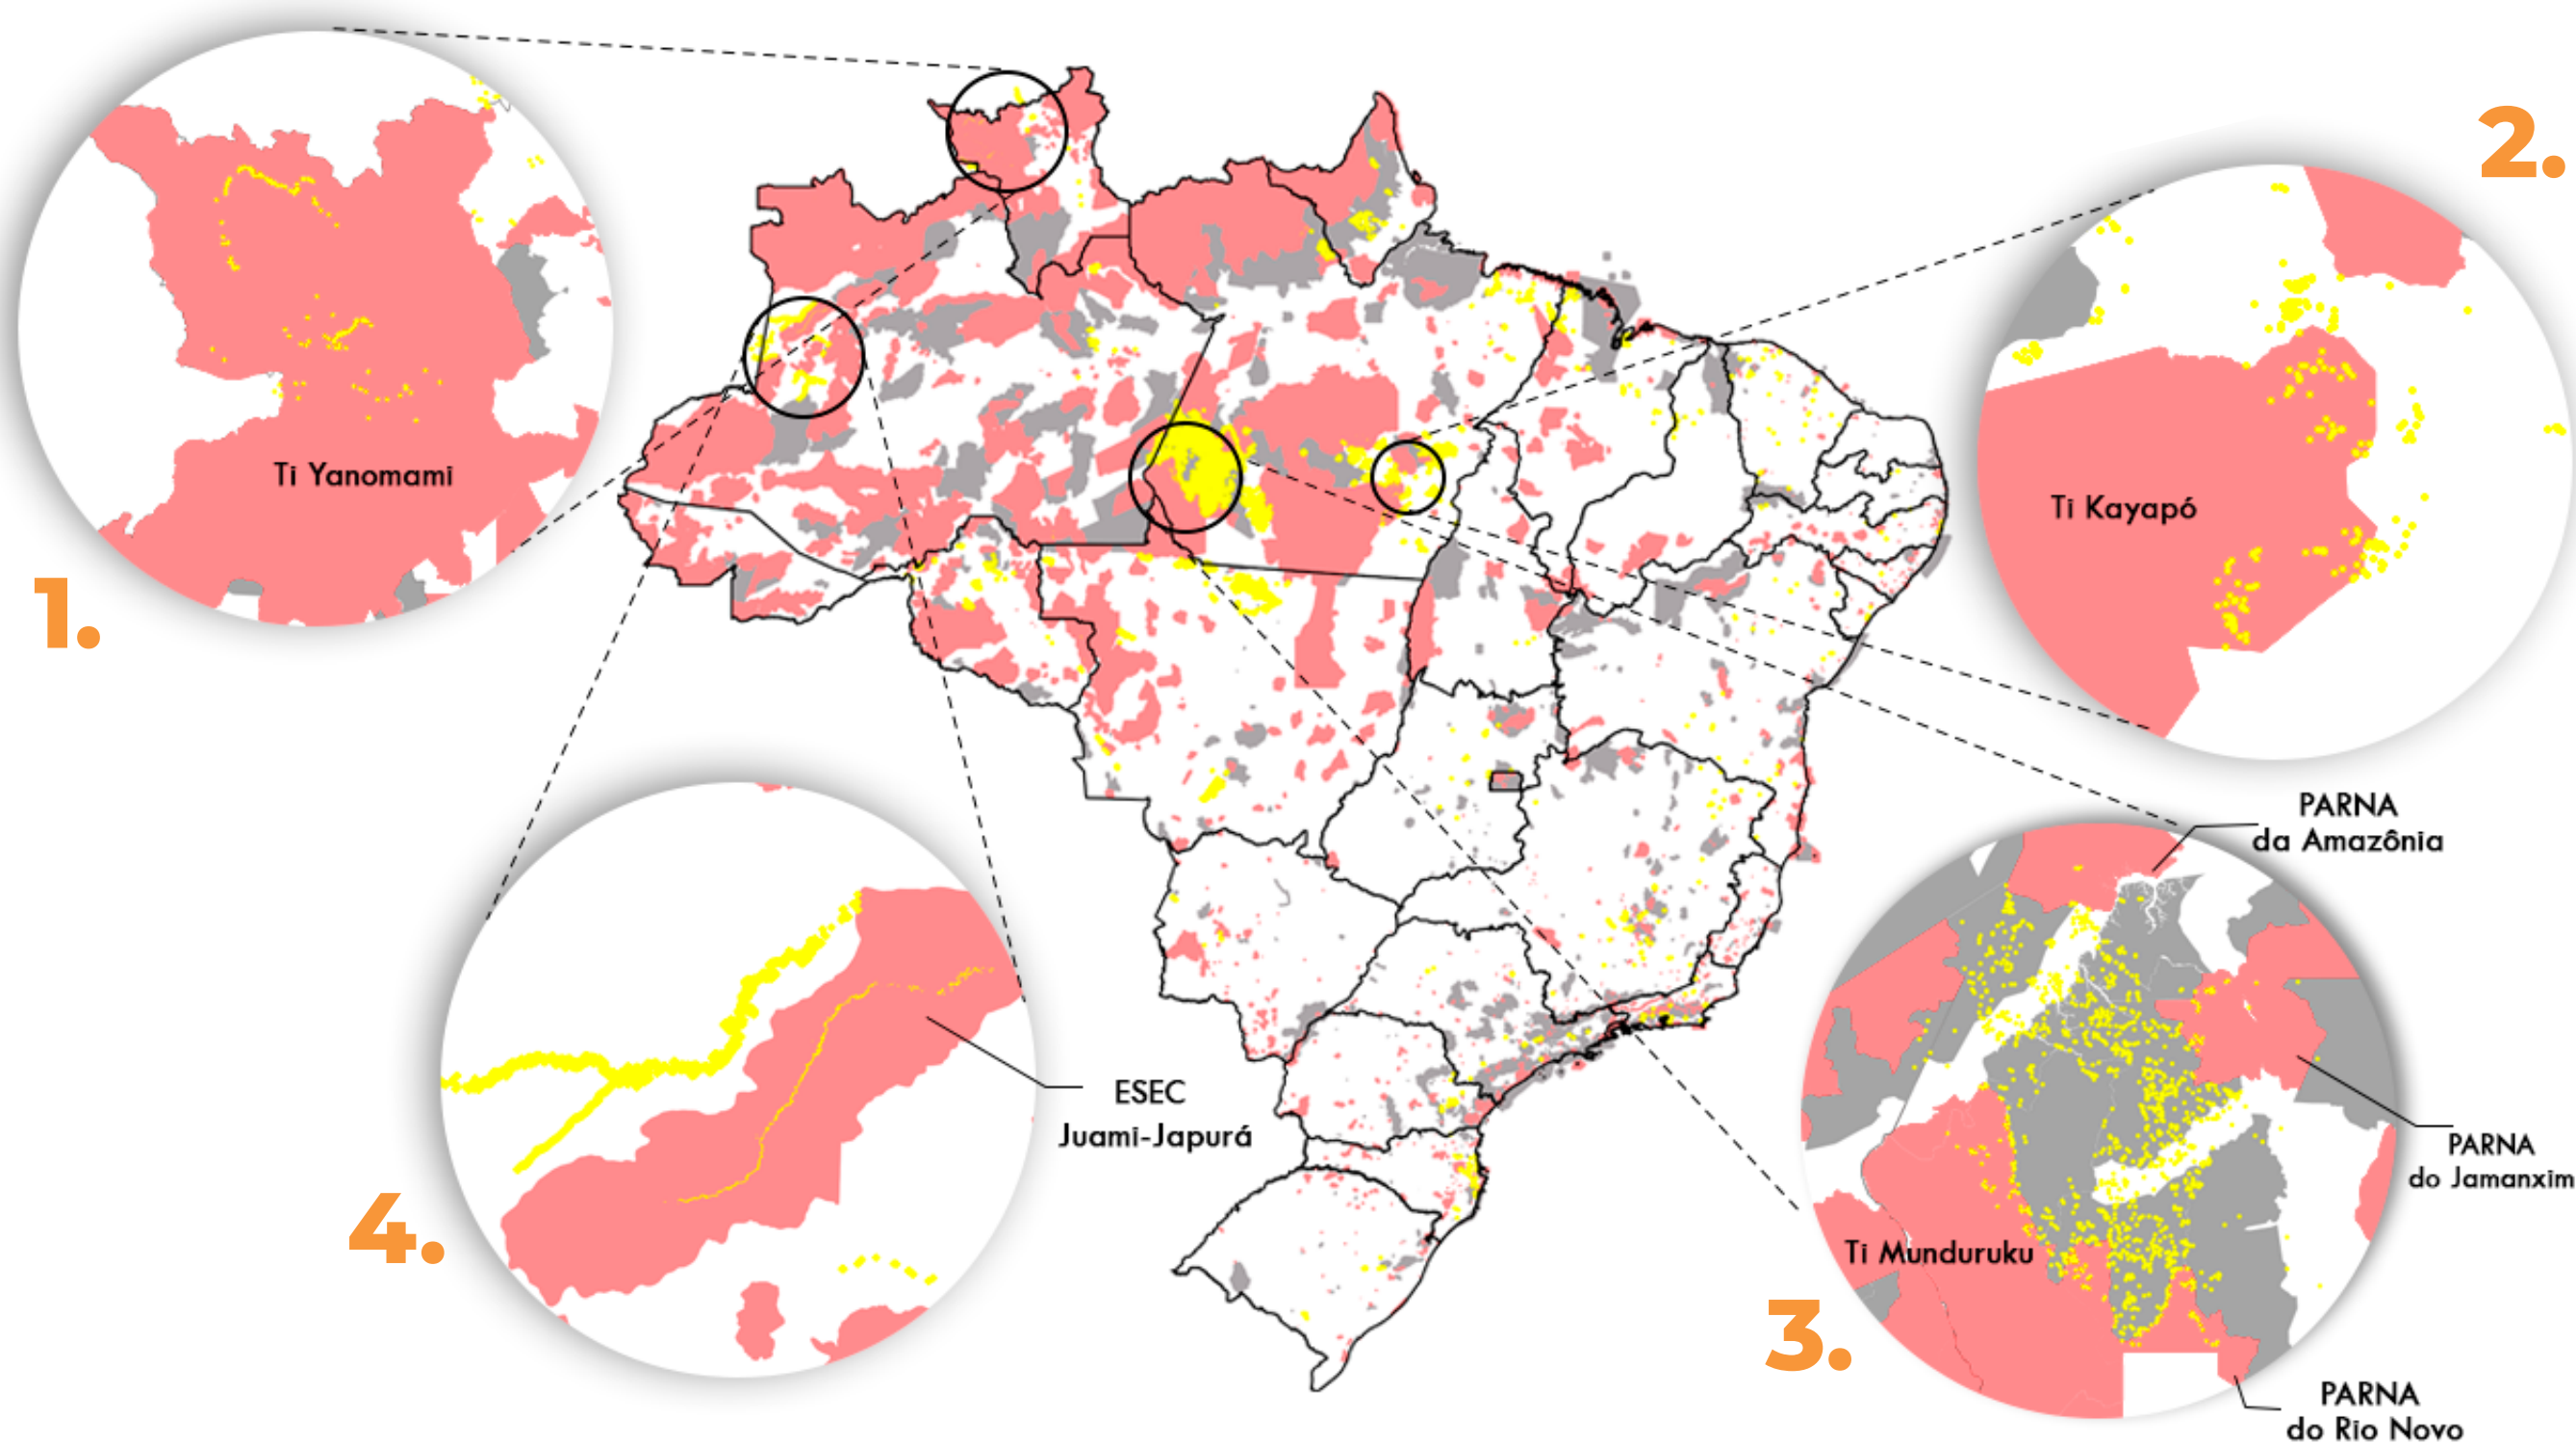 1.
Ti Yanomami
2.
Ti Kayapó
3.
PARNA
da Amazônia
PARNA
do Jamanxim
Ti Munduruku
PARNA
do Rio Novo
4.
ESEC
Juami-Japurá